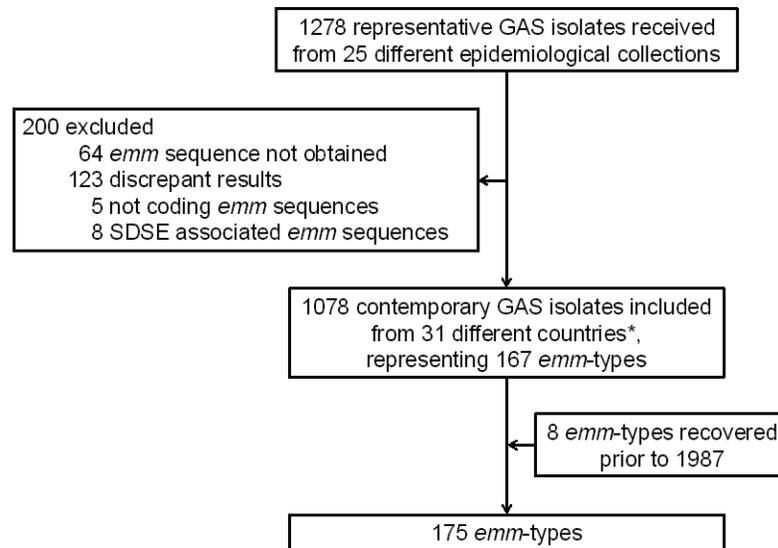 1278 representative GAS isolates received
from 25 different epidemiological collections
200 excluded
64 emm sequence not obtained
123 discrepant results
5 not coding emm sequences
8 SDSE associated emm sequences
1078 contemporary GAS isolates included
from 31 different countries*,
representing 167 emm-types
8 emm-types recovered
prior to 1987
175 emm-types